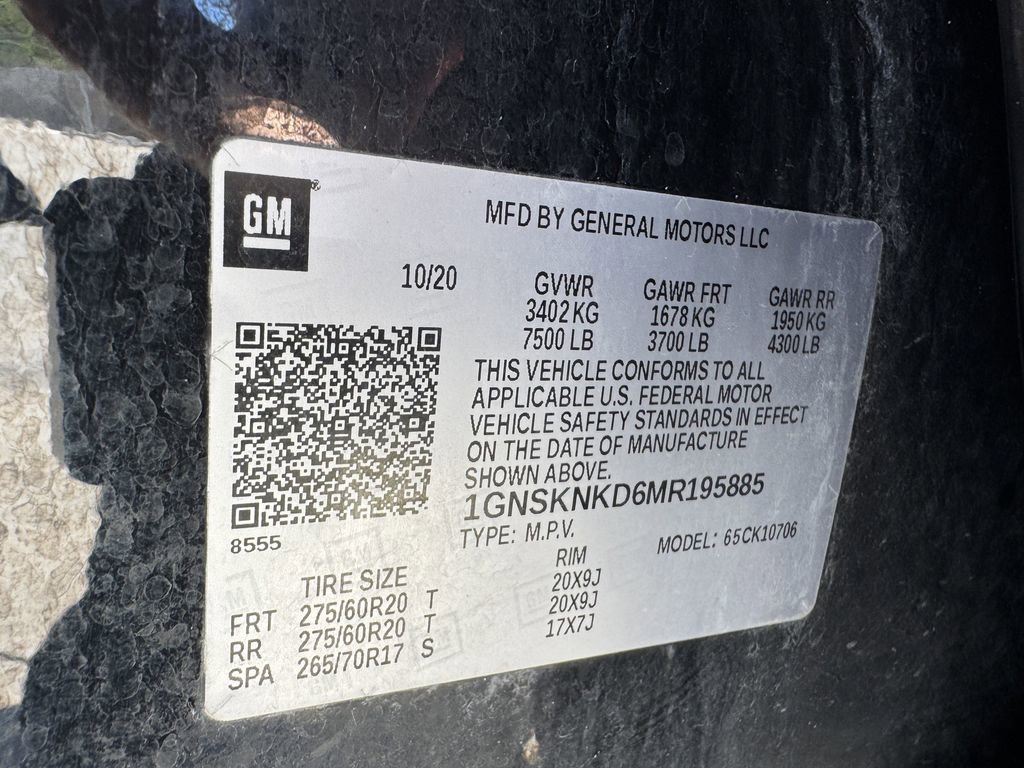 GM®
MFD BY GENERAL MOTORS LLC
10/20
GVWR GAWR FRT GAWR RR
3402 KG 1678 KG 1950 KG
7500 LB 3700 LB 4300 LB
THIS VEHICLE CONFORMS TO ALL
APPLICABLE U.S. FEDERAL MOTOR
VEHICLE SAFETY STANDARDS IN EFFECT
ON THE DATE OF MANUFACTURE
SHOWN ABOVE.
1GNSKNKD6MR195885
TYPE: M.P.V. MODEL: 65CK10706
8555
TIRE SIZE RIM
FRT 275/60R20 T 20X9J
RR 275/60R20 T 20X9J
SPA 265/70R17 S 17X7J